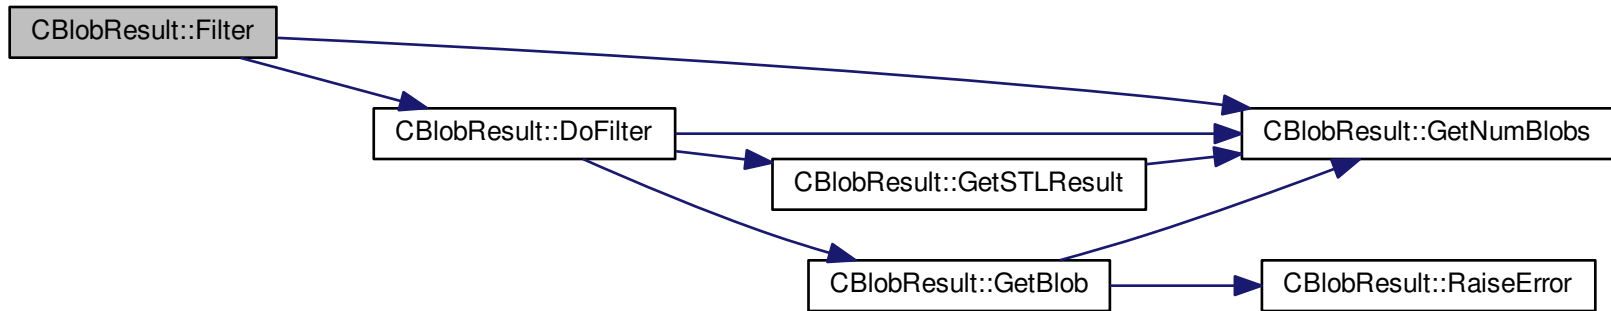 CBlobResult::Filter
CBlobResult::DoFilter
CBlobResult::GetNumBlobs
CBlobResult::GetSTLResult
CBlobResult::GetBlob
CBlobResult::RaiseError